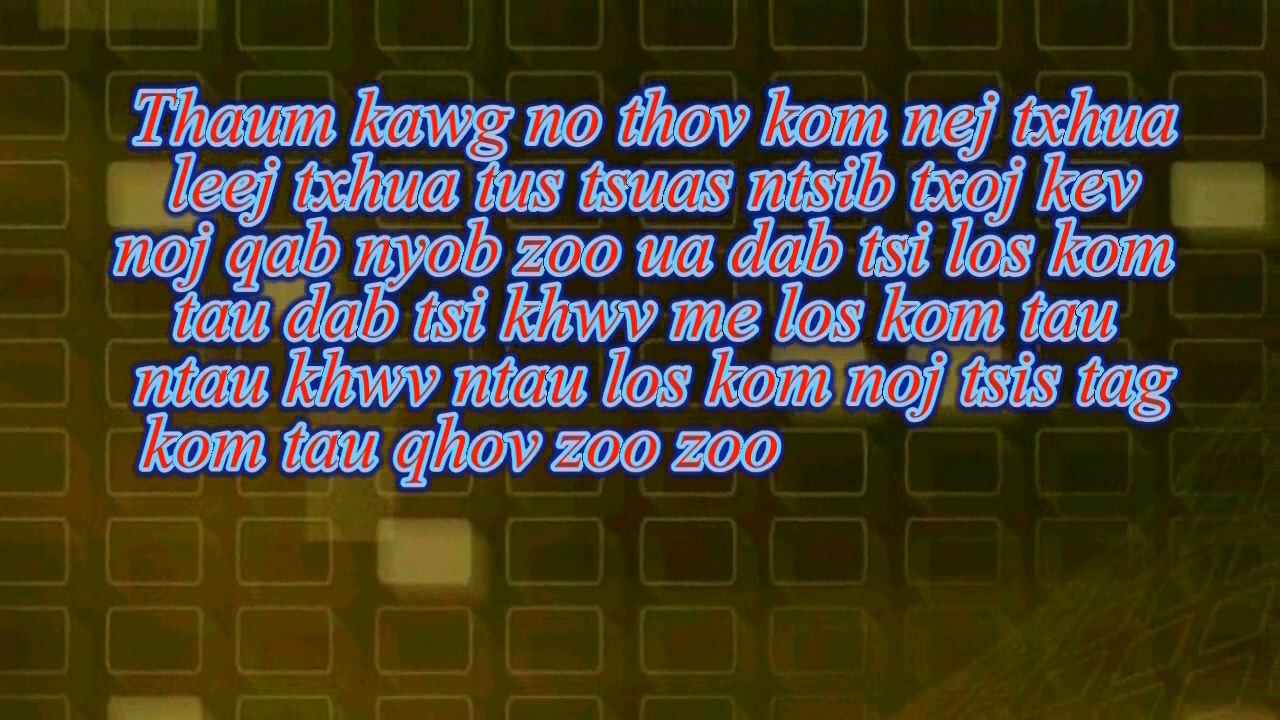 Thaum kawg no thov kom nej txhua
leej txhua tus tsuas ntsib txoj kev
noj qab nyob zoo ua dab tsi los kom
tau dab tsi khwv me los kom tau
ntau khwv ntau los kom noj tsis tag
kom tau qhov zoo zoo